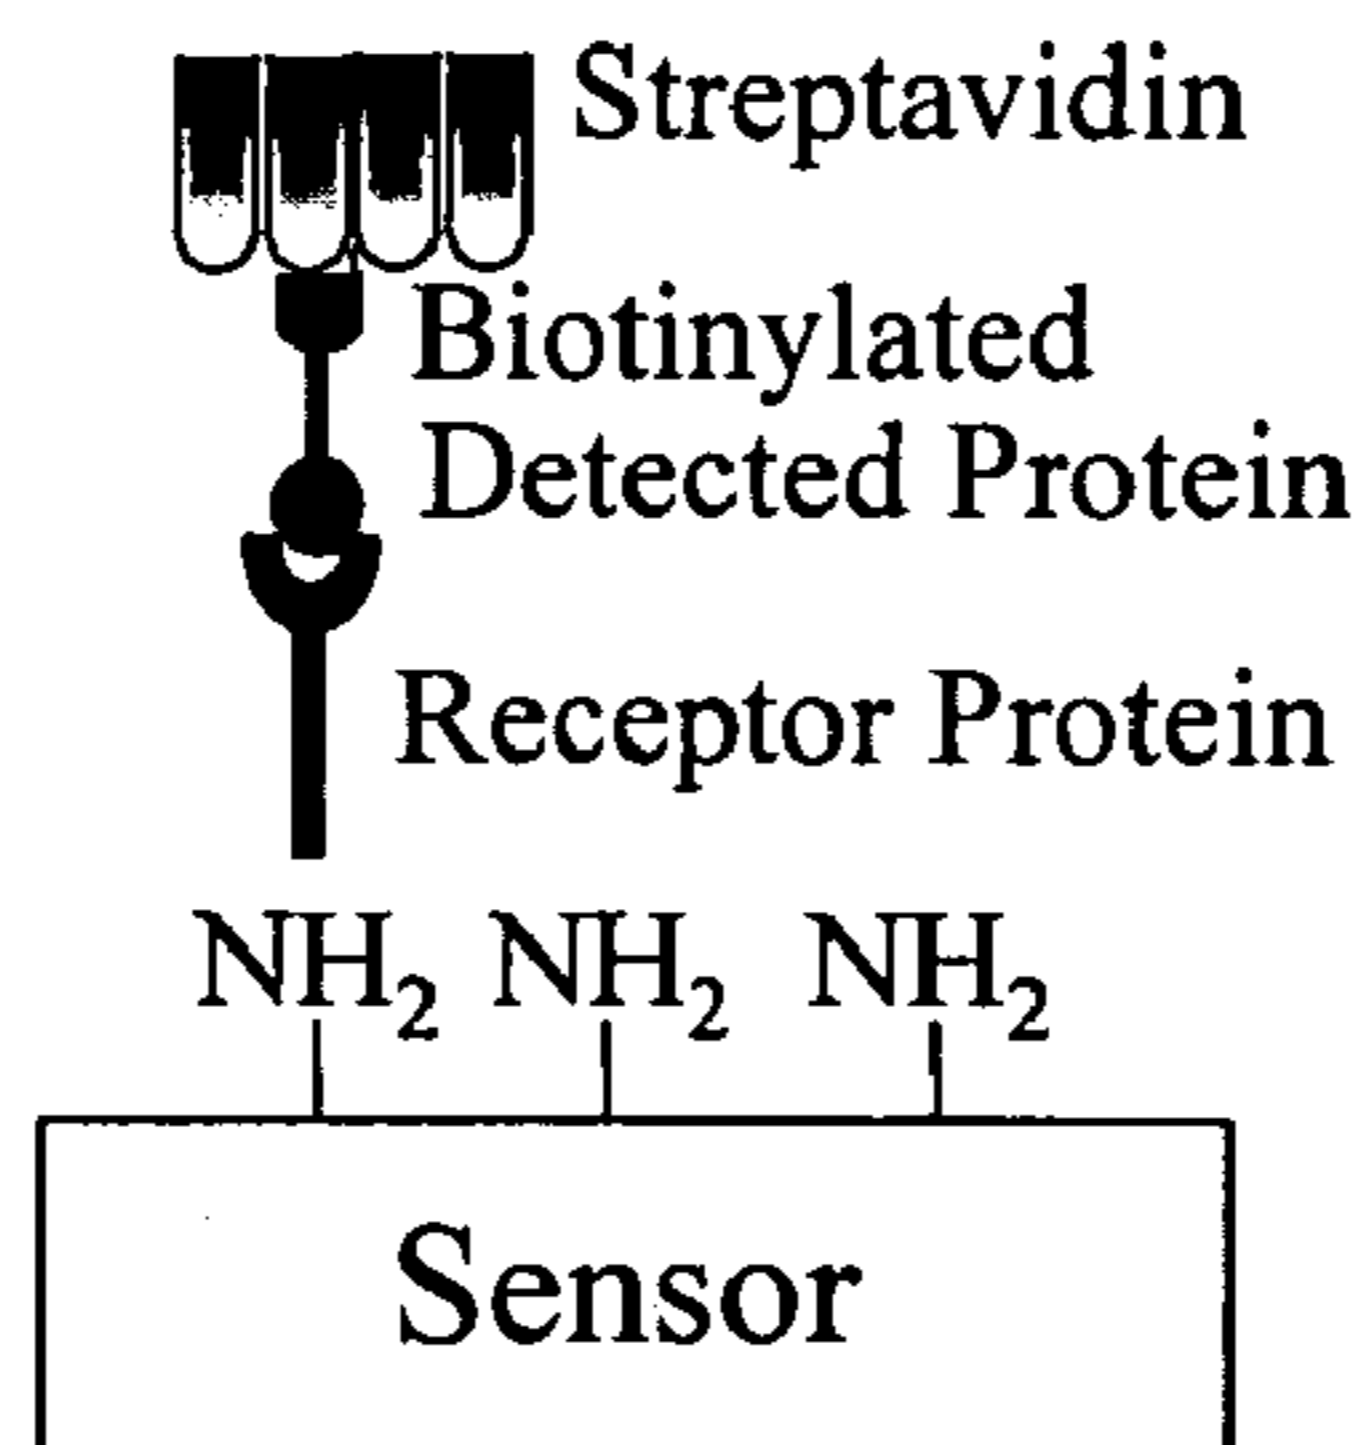 Streptavidin
Biotinylated
Detected Protein
Receptor Protein
NH₂ NH₂ NH₂
Sensor